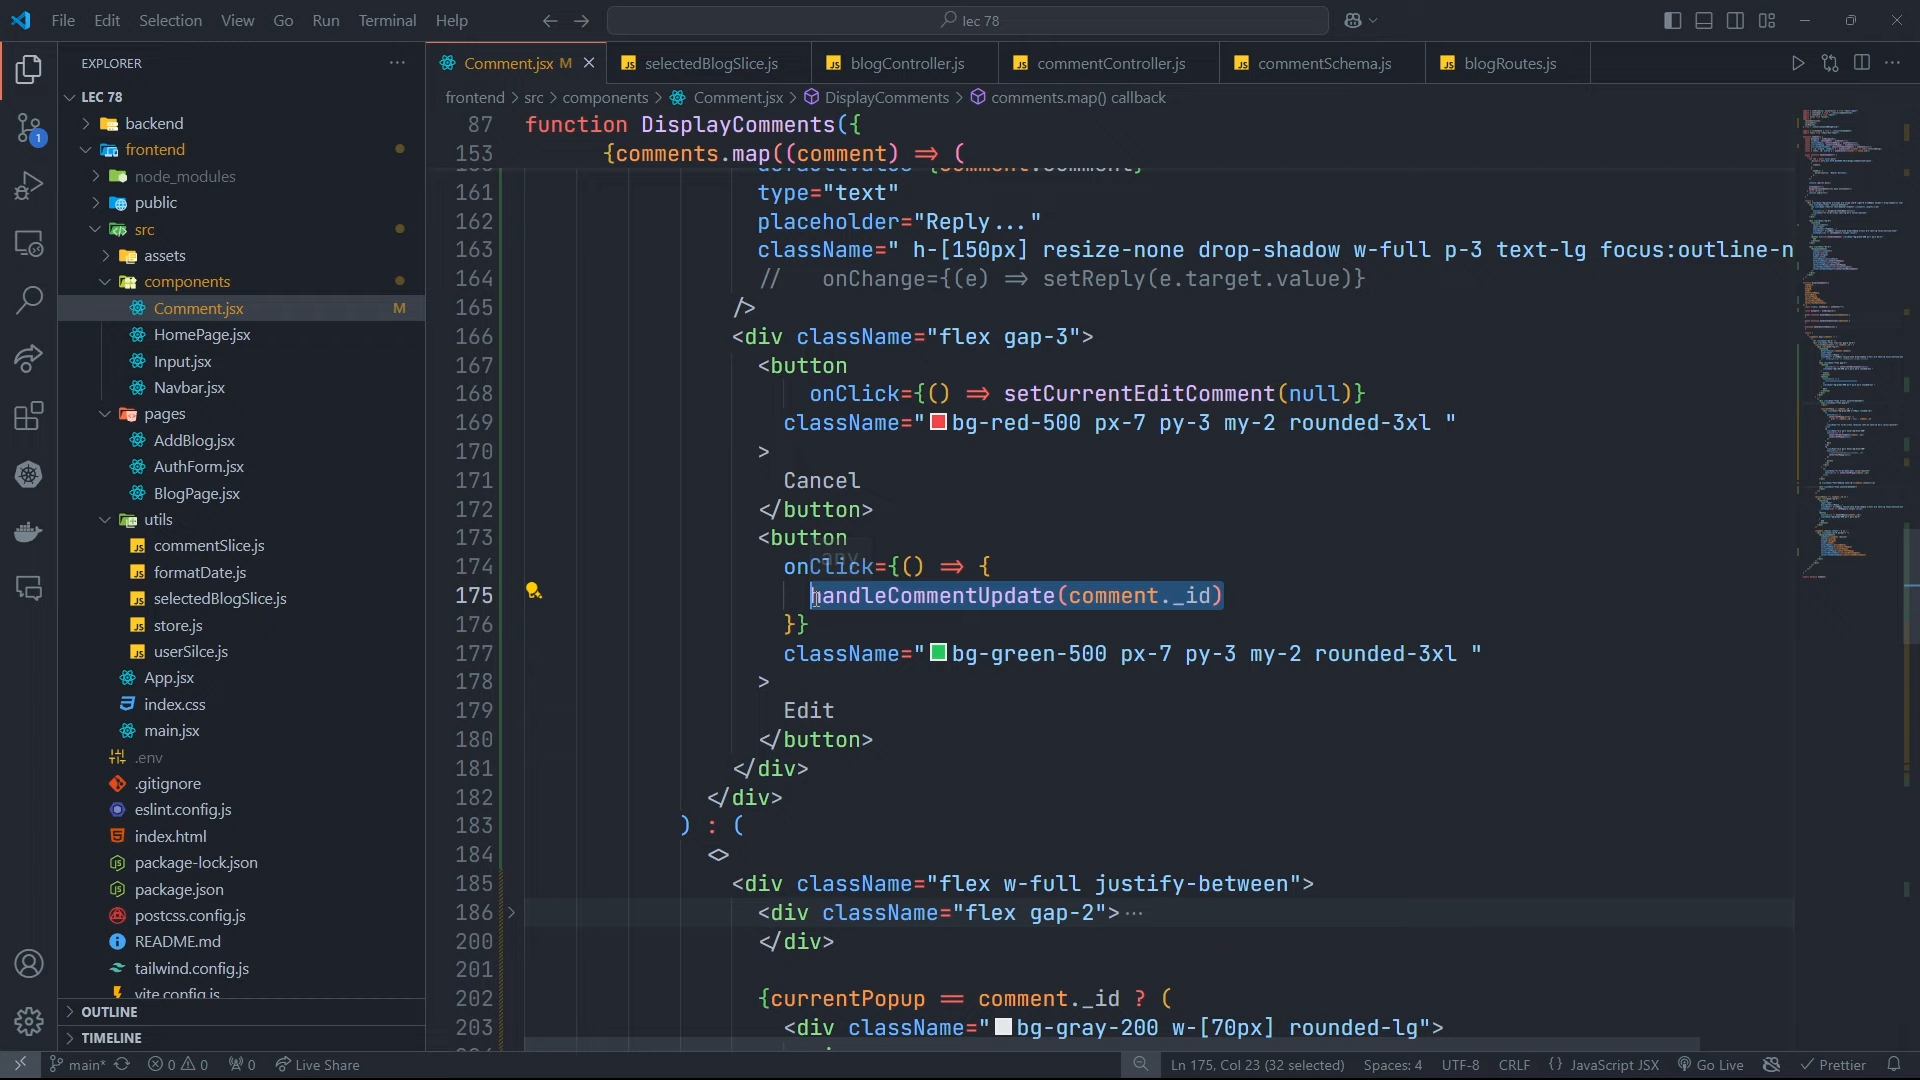 File Edit Selection View Go Run Terminal Help
lec 78
EXPLORER
LEC 78
backend
frontend
node_modules
public
src
assets
components
Comment.jsx M
HomePage.jsx
Input.jsx
Navbar.jsx
pages
AddBlog.jsx
AuthForm.jsx
BlogPage.jsx
utils
commentSlice.js
formatDate.js
selectedBlogSlice.js
store.js
userSilce.js
App.jsx
index.css
main.jsx
.env
.gitignore
eslint.config.js
index.html
package-lock.json
package.json
postcss.config.js
README.md
tailwind.config.js
vite.config.js
OUTLINE
TIMELINE
Comment.jsx M selectedBlogSlice.js blogController.js commentController.js commentSchema.js blogRoutes.js
frontend > src > components > Comment.jsx > DisplayComments > comments.map() callback
87 function DisplayComments({
153 {comments.map((comment) => (
161 type="text"
162 placeholder="Reply..."
163 className=" h-[150px] resize-none drop-shadow w-full p-3 text-lg focus:outline-n
164 // onChange={(e) => setReply(e.target.value)}
165 />
166 <div className="flex gap-3">
167 <button
168 onClick={() => setCurrentEditComment(null)}
169 className="bg-red-500 px-7 py-3 my-2 rounded-3xl "
170 >
171 Cancel
172 </button>
173 <button
174 onClick={() => {
175 handleCommentUpdate(comment._id)
176 }}
177 className="bg-green-500 px-7 py-3 my-2 rounded-3xl "
178 >
179 Edit
180 </button>
181 </div>
182 </div>
183 ) : (
184 <>
185 <div className="flex w-full justify-between">
186 <div className="flex gap-2">...
200 </div>
201
202 {currentPopup == comment._id ? (
203 <div className="bg-gray-200 w-[70px] rounded-lg">
1
main* 0 0 0 Live Share
Ln 175, Col 23 (32 selected) Spaces: 4 UTF-8 CRLF {} JavaScript JSX Go Live Prettier